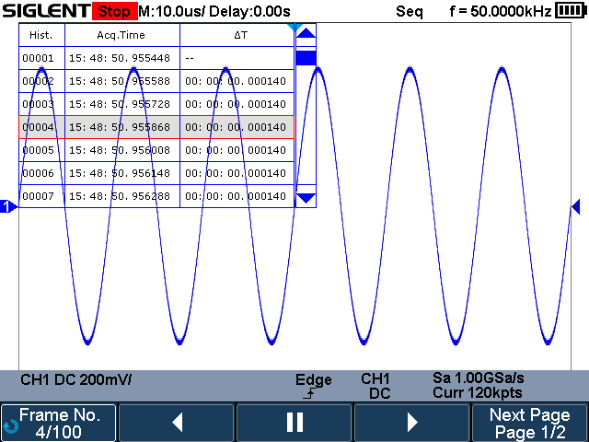 SIGLENT Stop M:10.0us/ Delay:0.00s Seq f = 50.0000kHz
Hist. Acq.Time ΔT
00001 15: 48: 50. 955448 --
00002 15: 48: 50. 955588 00: 00: 00. 000140
00003 15: 48: 50. 955728 00: 00: 00. 000140
00004 15: 48: 50. 955868 00: 00: 00. 000140
00005 15: 48: 50. 956008 00: 00: 00. 000140
00006 15: 48: 50. 956148 00: 00: 00. 000140
00007 15: 48: 50. 956288 00: 00: 00. 000140
1
CH1 DC 200mV/ Edge CH1 Sa 1.00GSa/s
DC Curr 120kpts
Frame No. Next Page
4/100 Page 1/2